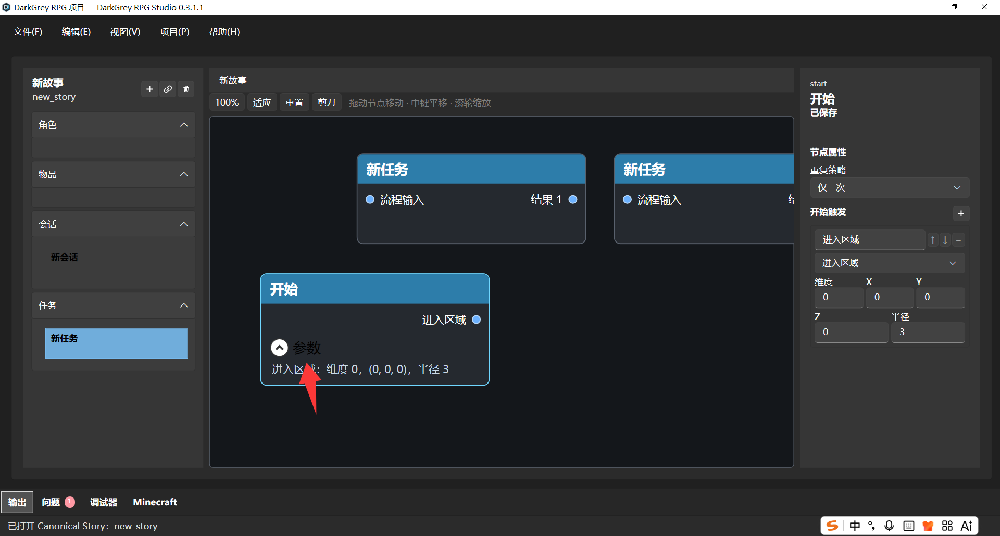 DarkGrey RPG 项目 — DarkGrey RPG Studio 0.3.1.1
文件(F) 编辑(E) 视图(V) 项目(P) 帮助(H)
新故事
new_story
角色
物品
会话
新会话
任务
新任务
新故事
100% 适应 重置 剪刀 拖动节点移动 · 中键平移 · 滚轮缩放
新任务
流程输入 结果 1
新任务
流程输入
开始
进入区域
参数
进入区域：维度 0，(0, 0, 0)，半径 3
start
开始
已保存
节点属性
重复策略
仅一次
开始触发
进入区域
进入区域
维度 X Y
0 0 0
Z 半径
0 3
输出 问题 1 调试器 Minecraft
已打开 Canonical Story：new_story
中 Ai